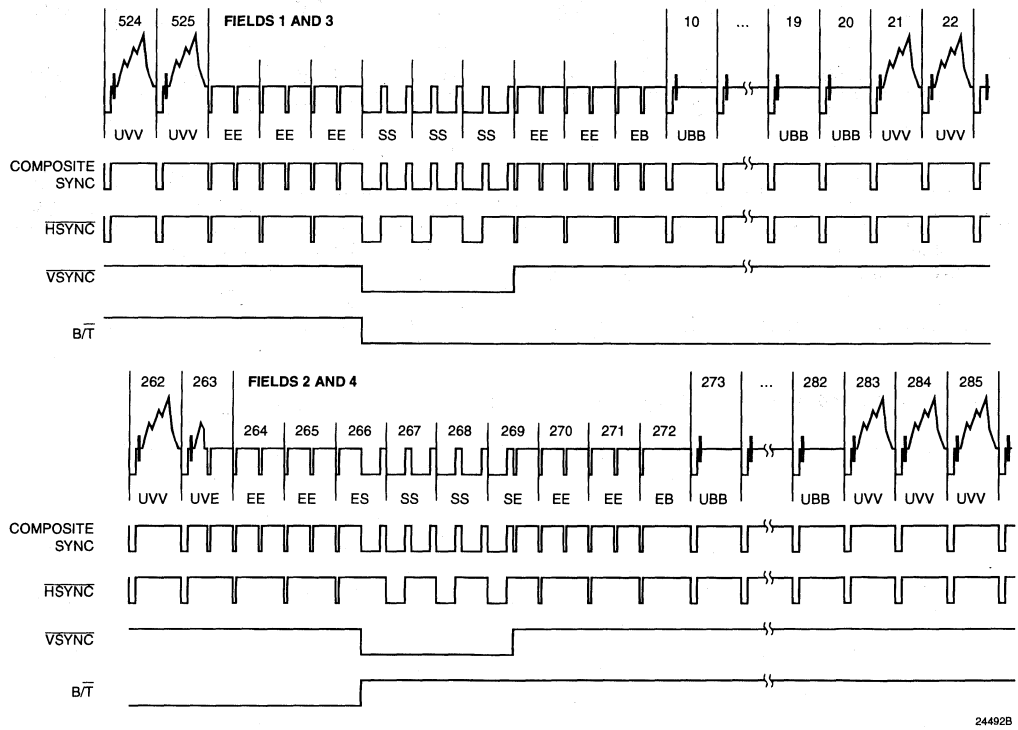 524 525 FIELDS 1 AND 3 10 ... 19 20 21 22
UVV UVV EE EE EE SS SS SS EE EE EB UBB UBB UBB UVV UVV
COMPOSITE
SYNC
HSYNC
VSYNC
B/T
262 263 FIELDS 2 AND 4 273 ... 282 283 284 285
264 265 266 267 268 269 270 271 272
UVV UVE EE EE ES SS SS SE EE EE EB UBB UBB UVV UVV UVV
COMPOSITE
SYNC
HSYNC
VSYNC
B/T
24492B